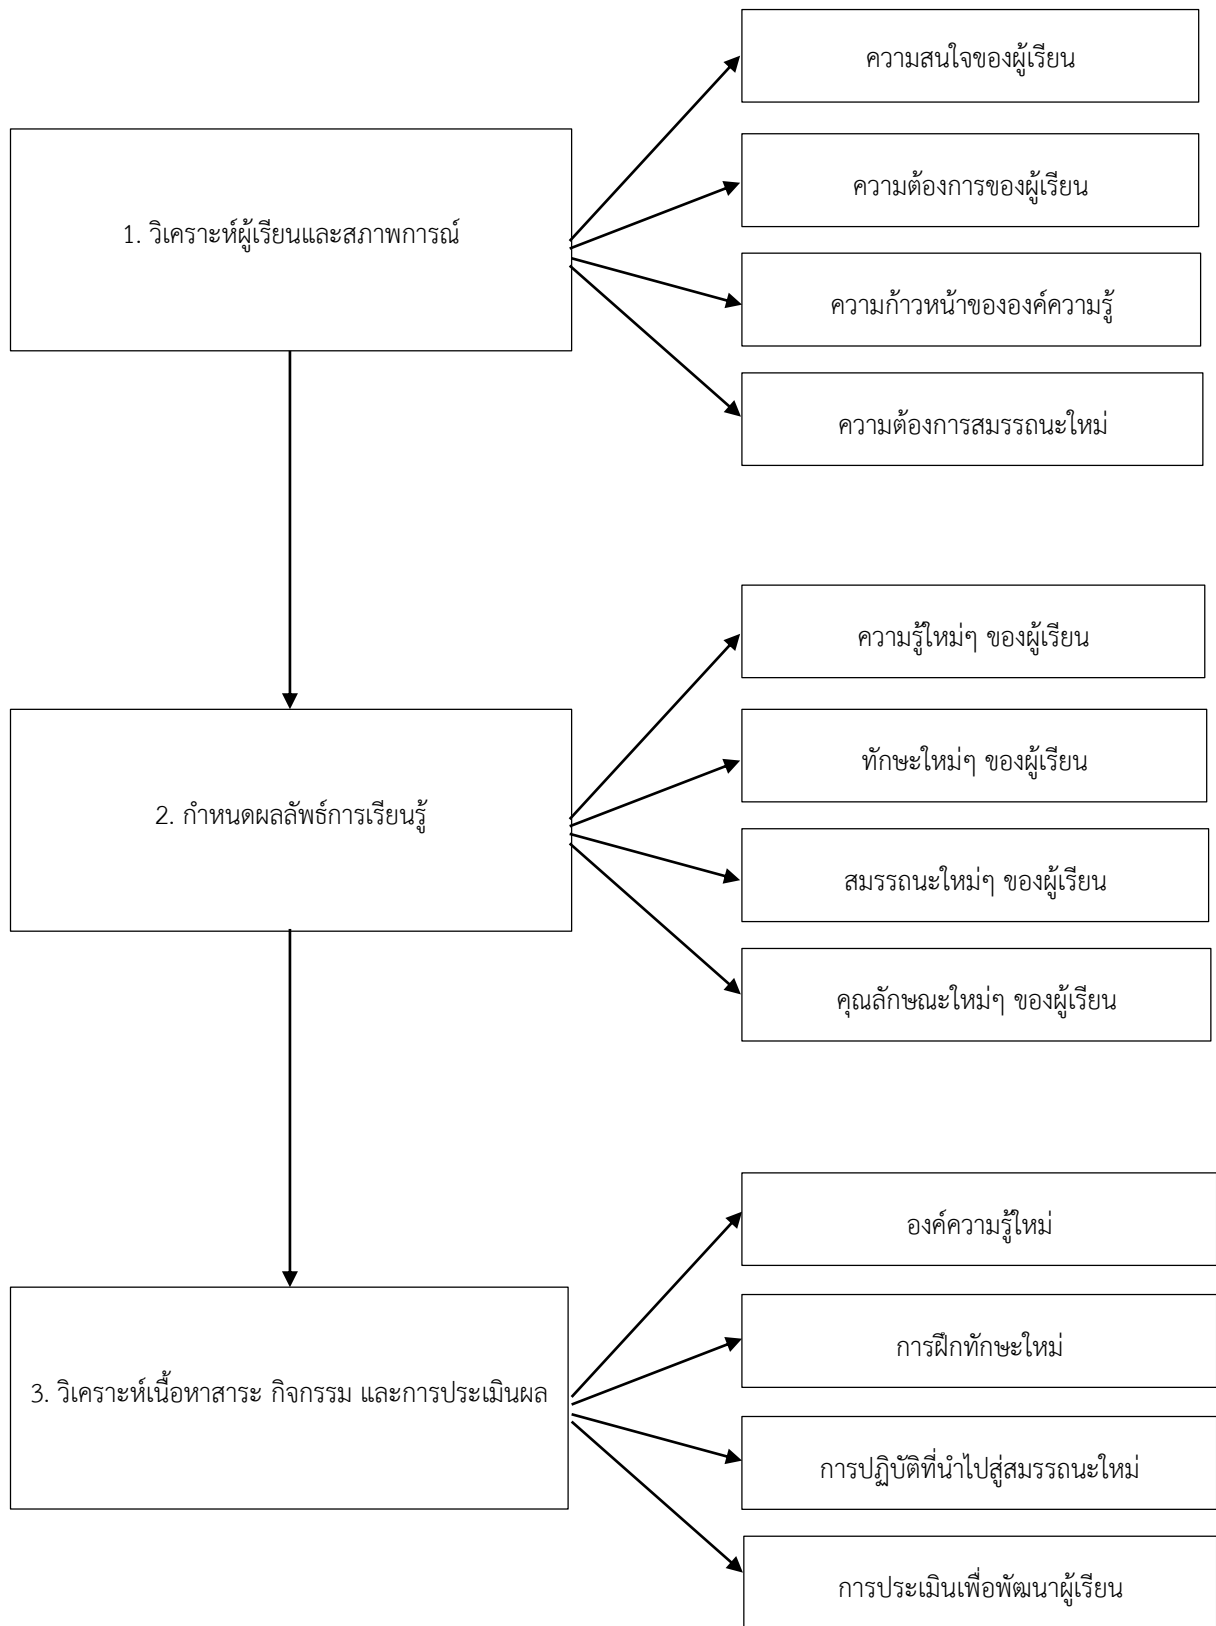 ความสนใจของผู้เรียน
1. วิเคราะห์ผู้เรียนและสภาพการณ์
ความต้องการของผู้เรียน
ความก้าวหน้าขององค์ความรู้
ความต้องการสมรรถนะใหม่
ความรู้ใหม่ๆ ของผู้เรียน
2. กำหนดผลลัพธ์การเรียนรู้
ทักษะใหม่ๆ ของผู้เรียน
สมรรถนะใหม่ๆ ของผู้เรียน
คุณลักษณะใหม่ๆ ของผู้เรียน
องค์ความรู้ใหม่
3. วิเคราะห์เนื้อหาสาระ กิจกรรม และการประเมินผล
การฝึกทักษะใหม่
การปฏิบัติที่นำไปสู่สมรรถนะใหม่
การประเมินเพื่อพัฒนาผู้เรียน